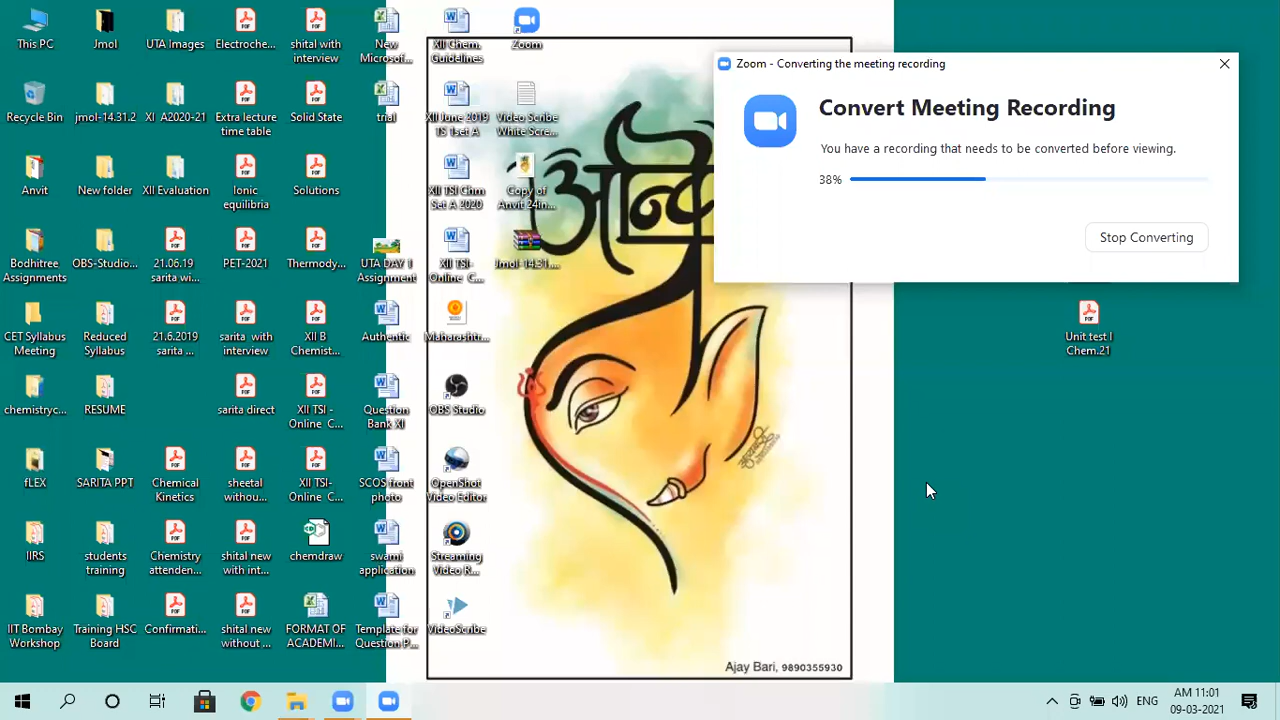 This PC
Jmol
UTA Images
Electroche...
shital with
interview
New
Microsof...
XII Chem.
Guidelines
Zoom
Recycle Bin
jmol-14.31.2
XI A2020-21
Extra lecture
time table
Solid State
trial
XII June 2019
TS 1set A
Video Scribe
White Scre...
Anvit
New folder
XII Evaluation
Ionic
equilibria
Solutions
XII TSI Chm
Set A 2020
Copy of
Anvit 24in...
Bodhitree
Assignments
OBS-Studio...
21.06.19
sarita wi...
PET-2021
Thermody...
UTA DAY 1
Assignment
XII TSI-
Online C...
Jmol-14.31....
CET Syllabus
Meeting
Reduced
Syllabus
21.6.2019
sarita ...
sarita with
interview
XII B
Chemist...
Authentic
Maharashtr...
chemistryc...
RESUME
sarita direct
XII TSI -
Online C...
Question
Bank XI
OBS Studio
fLEX
SARITA PPT
Chemical
Kinetics
sheetal
withou...
XII TSI-
Online C...
SCOS front
photo
OpenShot
Video Editor
IIRS
students
training
Chemistry
attenden...
shital new
with int...
chemdraw
swami
application
Streaming
Video R...
IIT Bombay
Workshop
Training HSC
Board
Confirmati...
shital new
without ...
FORMAT OF
ACADEMI...
Template for
Question P...
VideoScribe
Zoom - Converting the meeting recording
Convert Meeting Recording
You have a recording that needs to be converted before viewing.
38%
Stop Converting
Unit test I
Chem.21
Ajay Bari, 9890355930
ENG
AM 11:01
09-03-2021